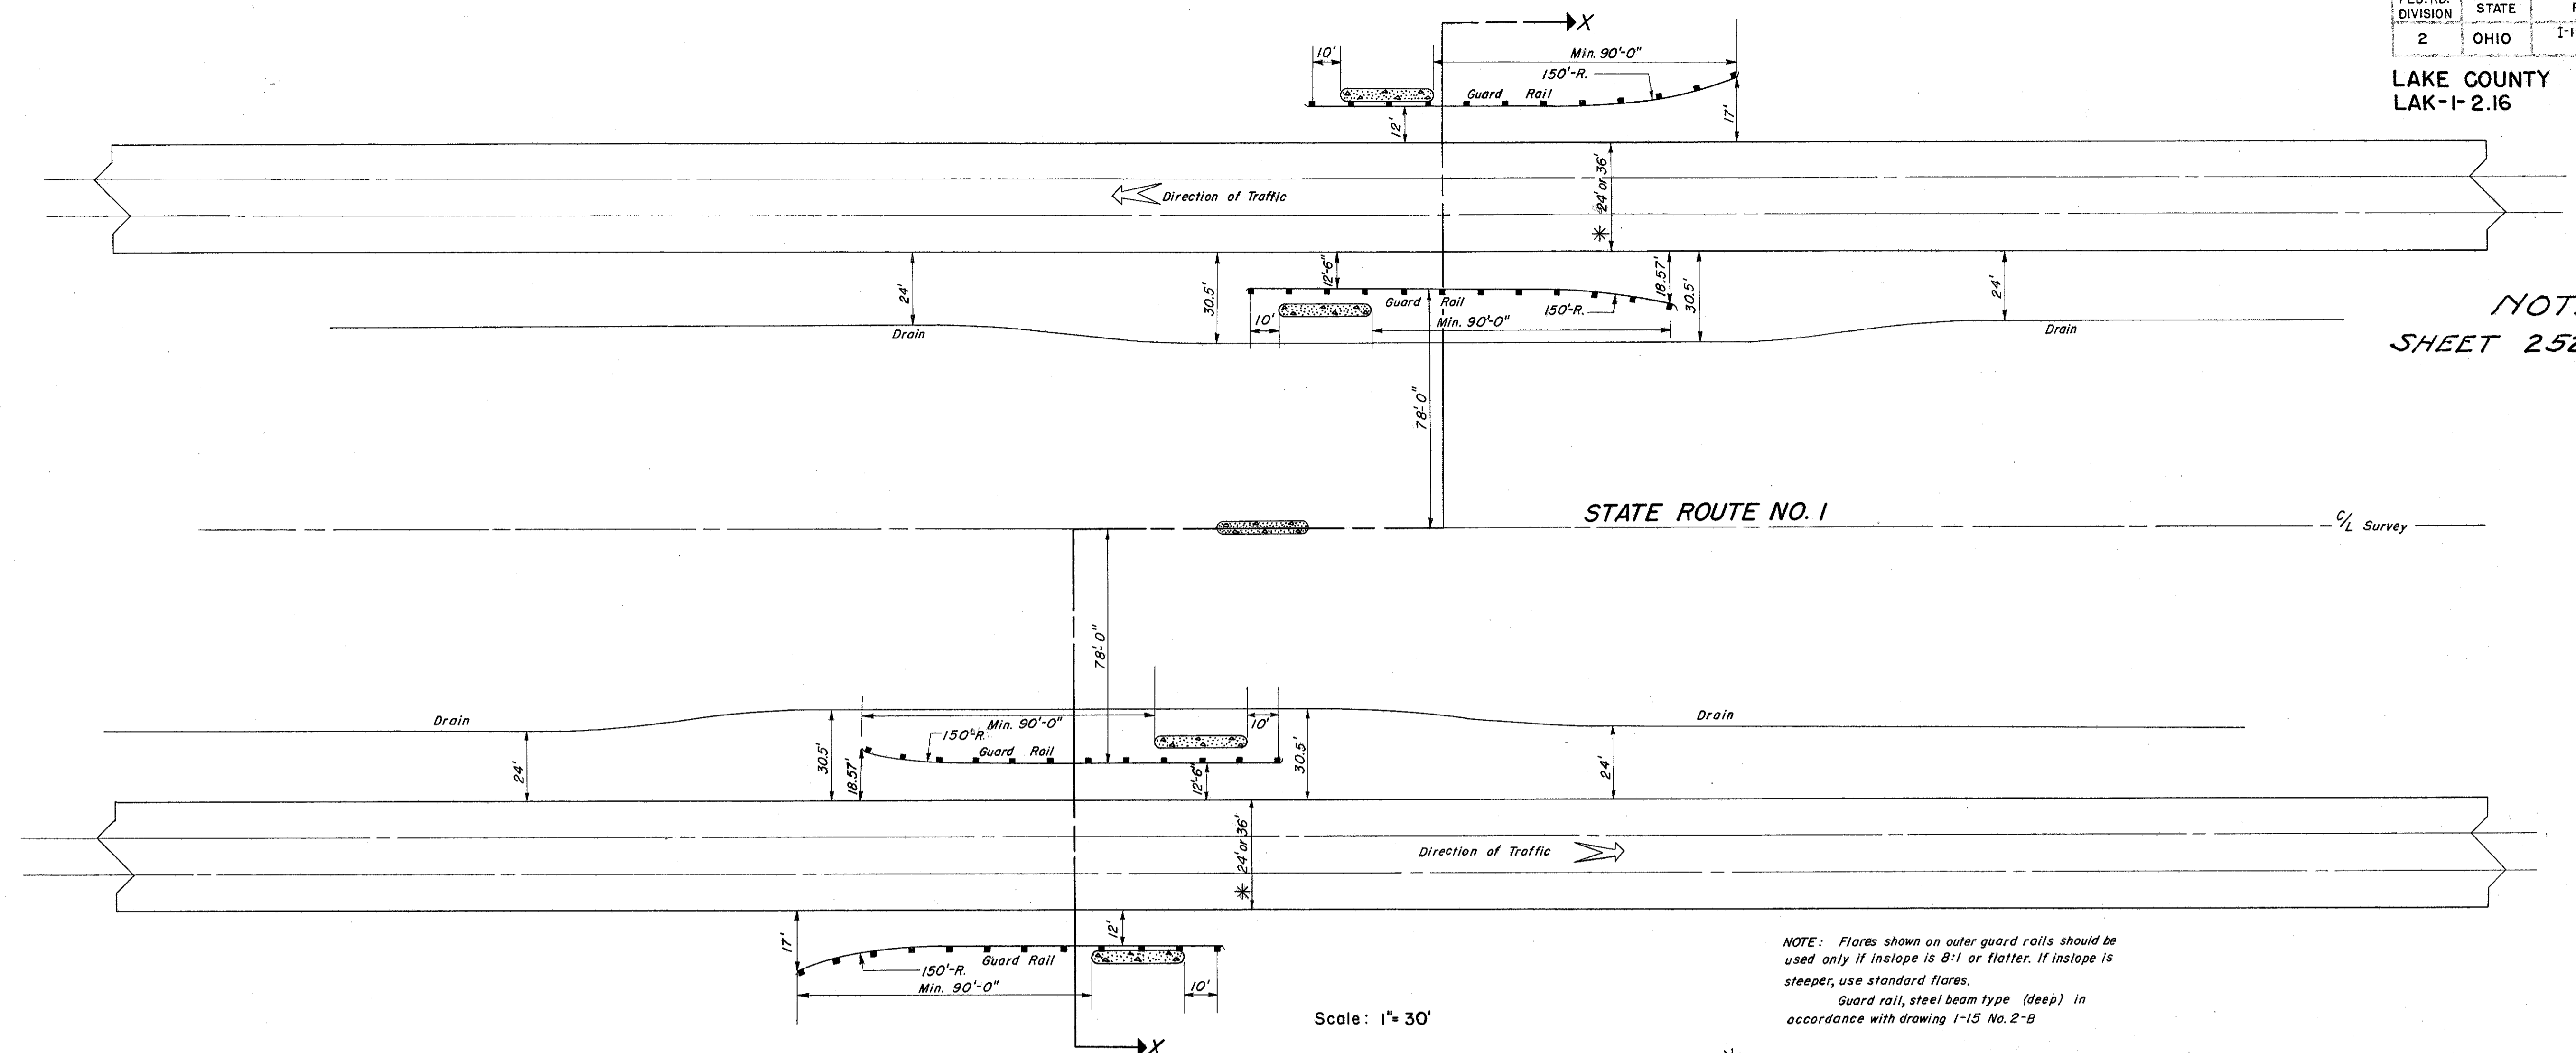 DIVISION STATE
2 OHIO
LAKE COUNTY
LAK-1-2.16
X
10'
Min. 90'-0"
150'-R.
Guard Rail
12'
17'
Direction of Traffic
* 24' or 36'
24'
30.5'
12'-6"
Guard Rail
150'-R.
18.57'
30.5'
24'
10'
Min. 90'-0"
Drain
Drain
SHEET
78'-0"
STATE ROUTE NO. 1
C/L Survey
78'-0"
Drain
Drain
Min. 90'-0"
10'
150'-R.
Guard Rail
24'
30.5'
18.57'
12'-6"
30.5'
24'
* 24' or 36'
Direction of Traffic
17'
12'
150'-R.
Guard Rail
Min. 90'-0"
10'
X
Scale: 1"= 30'
NOTE: Flares shown on outer guard rails should be
used only if inslope is 8:1 or flatter. If inslope is
steeper, use standard flares.
Guard rail, steel beam type (deep) in
accordance with drawing 1-15 No. 2-B